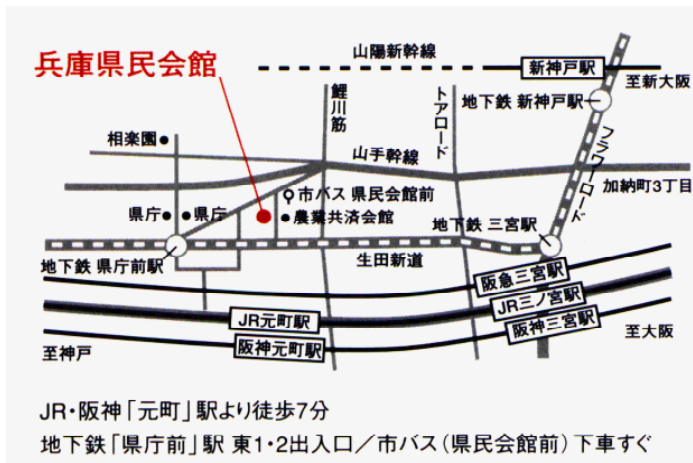 山陽新幹線
兵庫県民会館
新神戸駅
至新大阪
鯉川筋
トアロード
地下鉄 新神戸駅
フラワーロード
相楽園
山手幹線
加納町3丁目
市バス 県民会館前
県庁
県庁
農業共済会館
地下鉄 三宮駅
地下鉄 県庁前駅
生田新道
阪急三宮駅
JR三ノ宮駅
JR元町駅
阪神三宮駅
至大阪
至神戸
阪神元町駅
JR・阪神「元町」駅より徒歩7分
地下鉄「県庁前」駅 東1・2出入口/市バス(県民会館前)下車すぐ